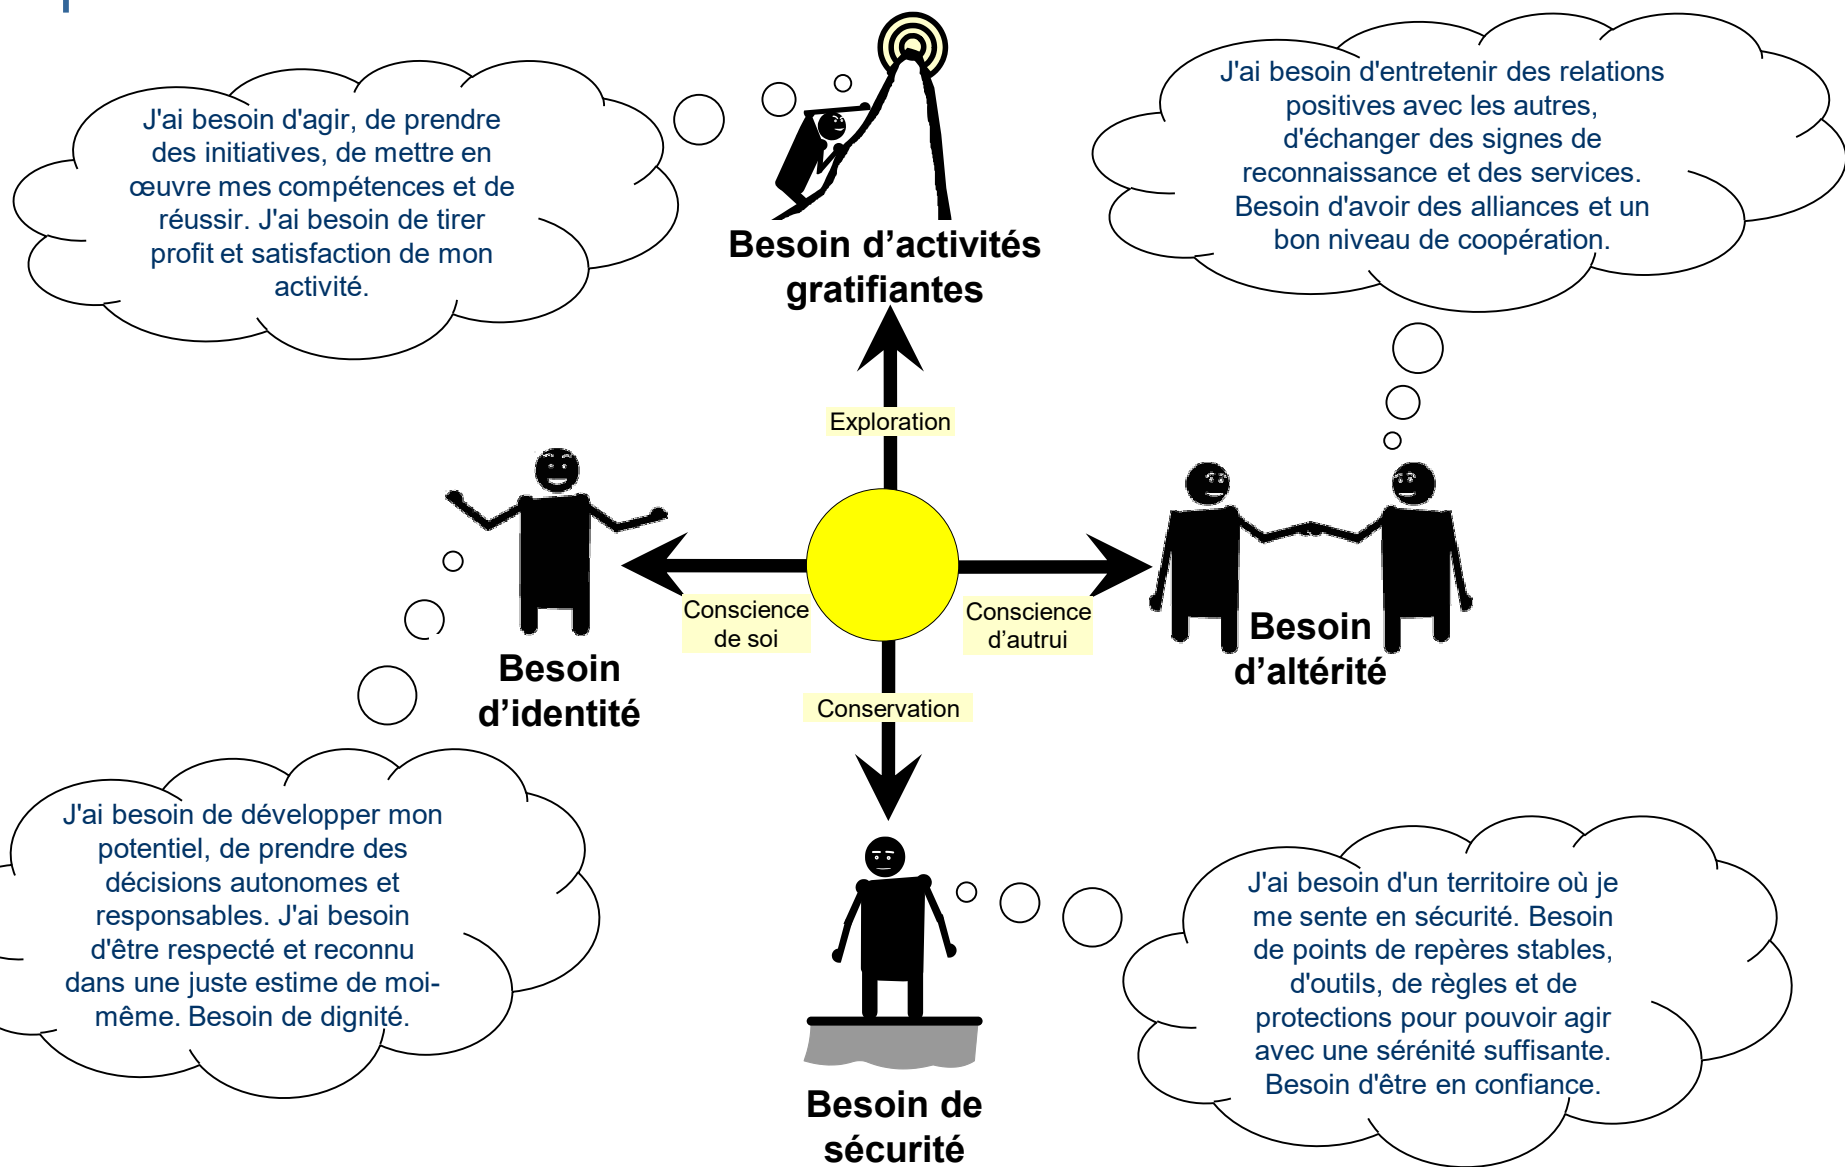 J'ai besoin d'agir, de prendre
des initiatives, de mettre en
œuvre mes compétences et de
réussir. J'ai besoin de tirer
profit et satisfaction de mon
activité.
J'ai besoin d'entretenir des relations
positives avec les autres,
d'échanger des signes de
reconnaissance et des services.
Besoin d'avoir des alliances et un
bon niveau de coopération.
Besoin d’activités
gratifiantes
Exploration
Conscience
de soi
Conscience
d’autrui
Besoin
d’identité
Besoin
d’altérité
Conservation
J'ai besoin de développer mon
potentiel, de prendre des
décisions autonomes et
responsables. J'ai besoin
d'être respecté et reconnu
dans une juste estime de moi-
même. Besoin de dignité.
J'ai besoin d'un territoire où je
me sente en sécurité. Besoin
de points de repères stables,
d'outils, de règles et de
protections pour pouvoir agir
avec une sérénité suffisante.
Besoin d'être en confiance.
Besoin de
sécurité